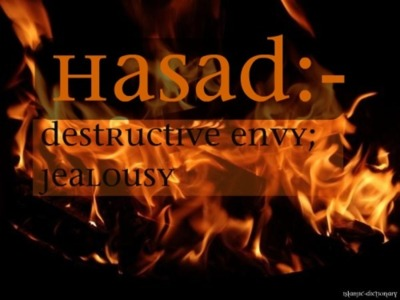 Hasad:-
destructive envy;
jealousy
islamic-dictionary